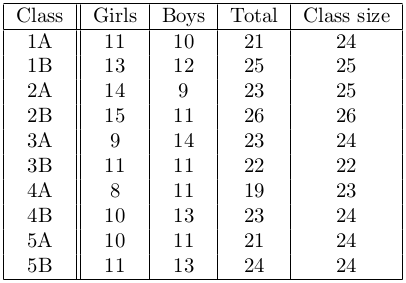 Class Girls Boys Total Class size
1A 11 10 21 24
1B 13 12 25 25
2A 14 9 23 25
2B 15 11 26 26
3A 9 14 23 24
3B 11 11 22 22
4A 8 11 19 23
4B 10 13 23 24
5A 10 11 21 24
5B 11 13 24 24